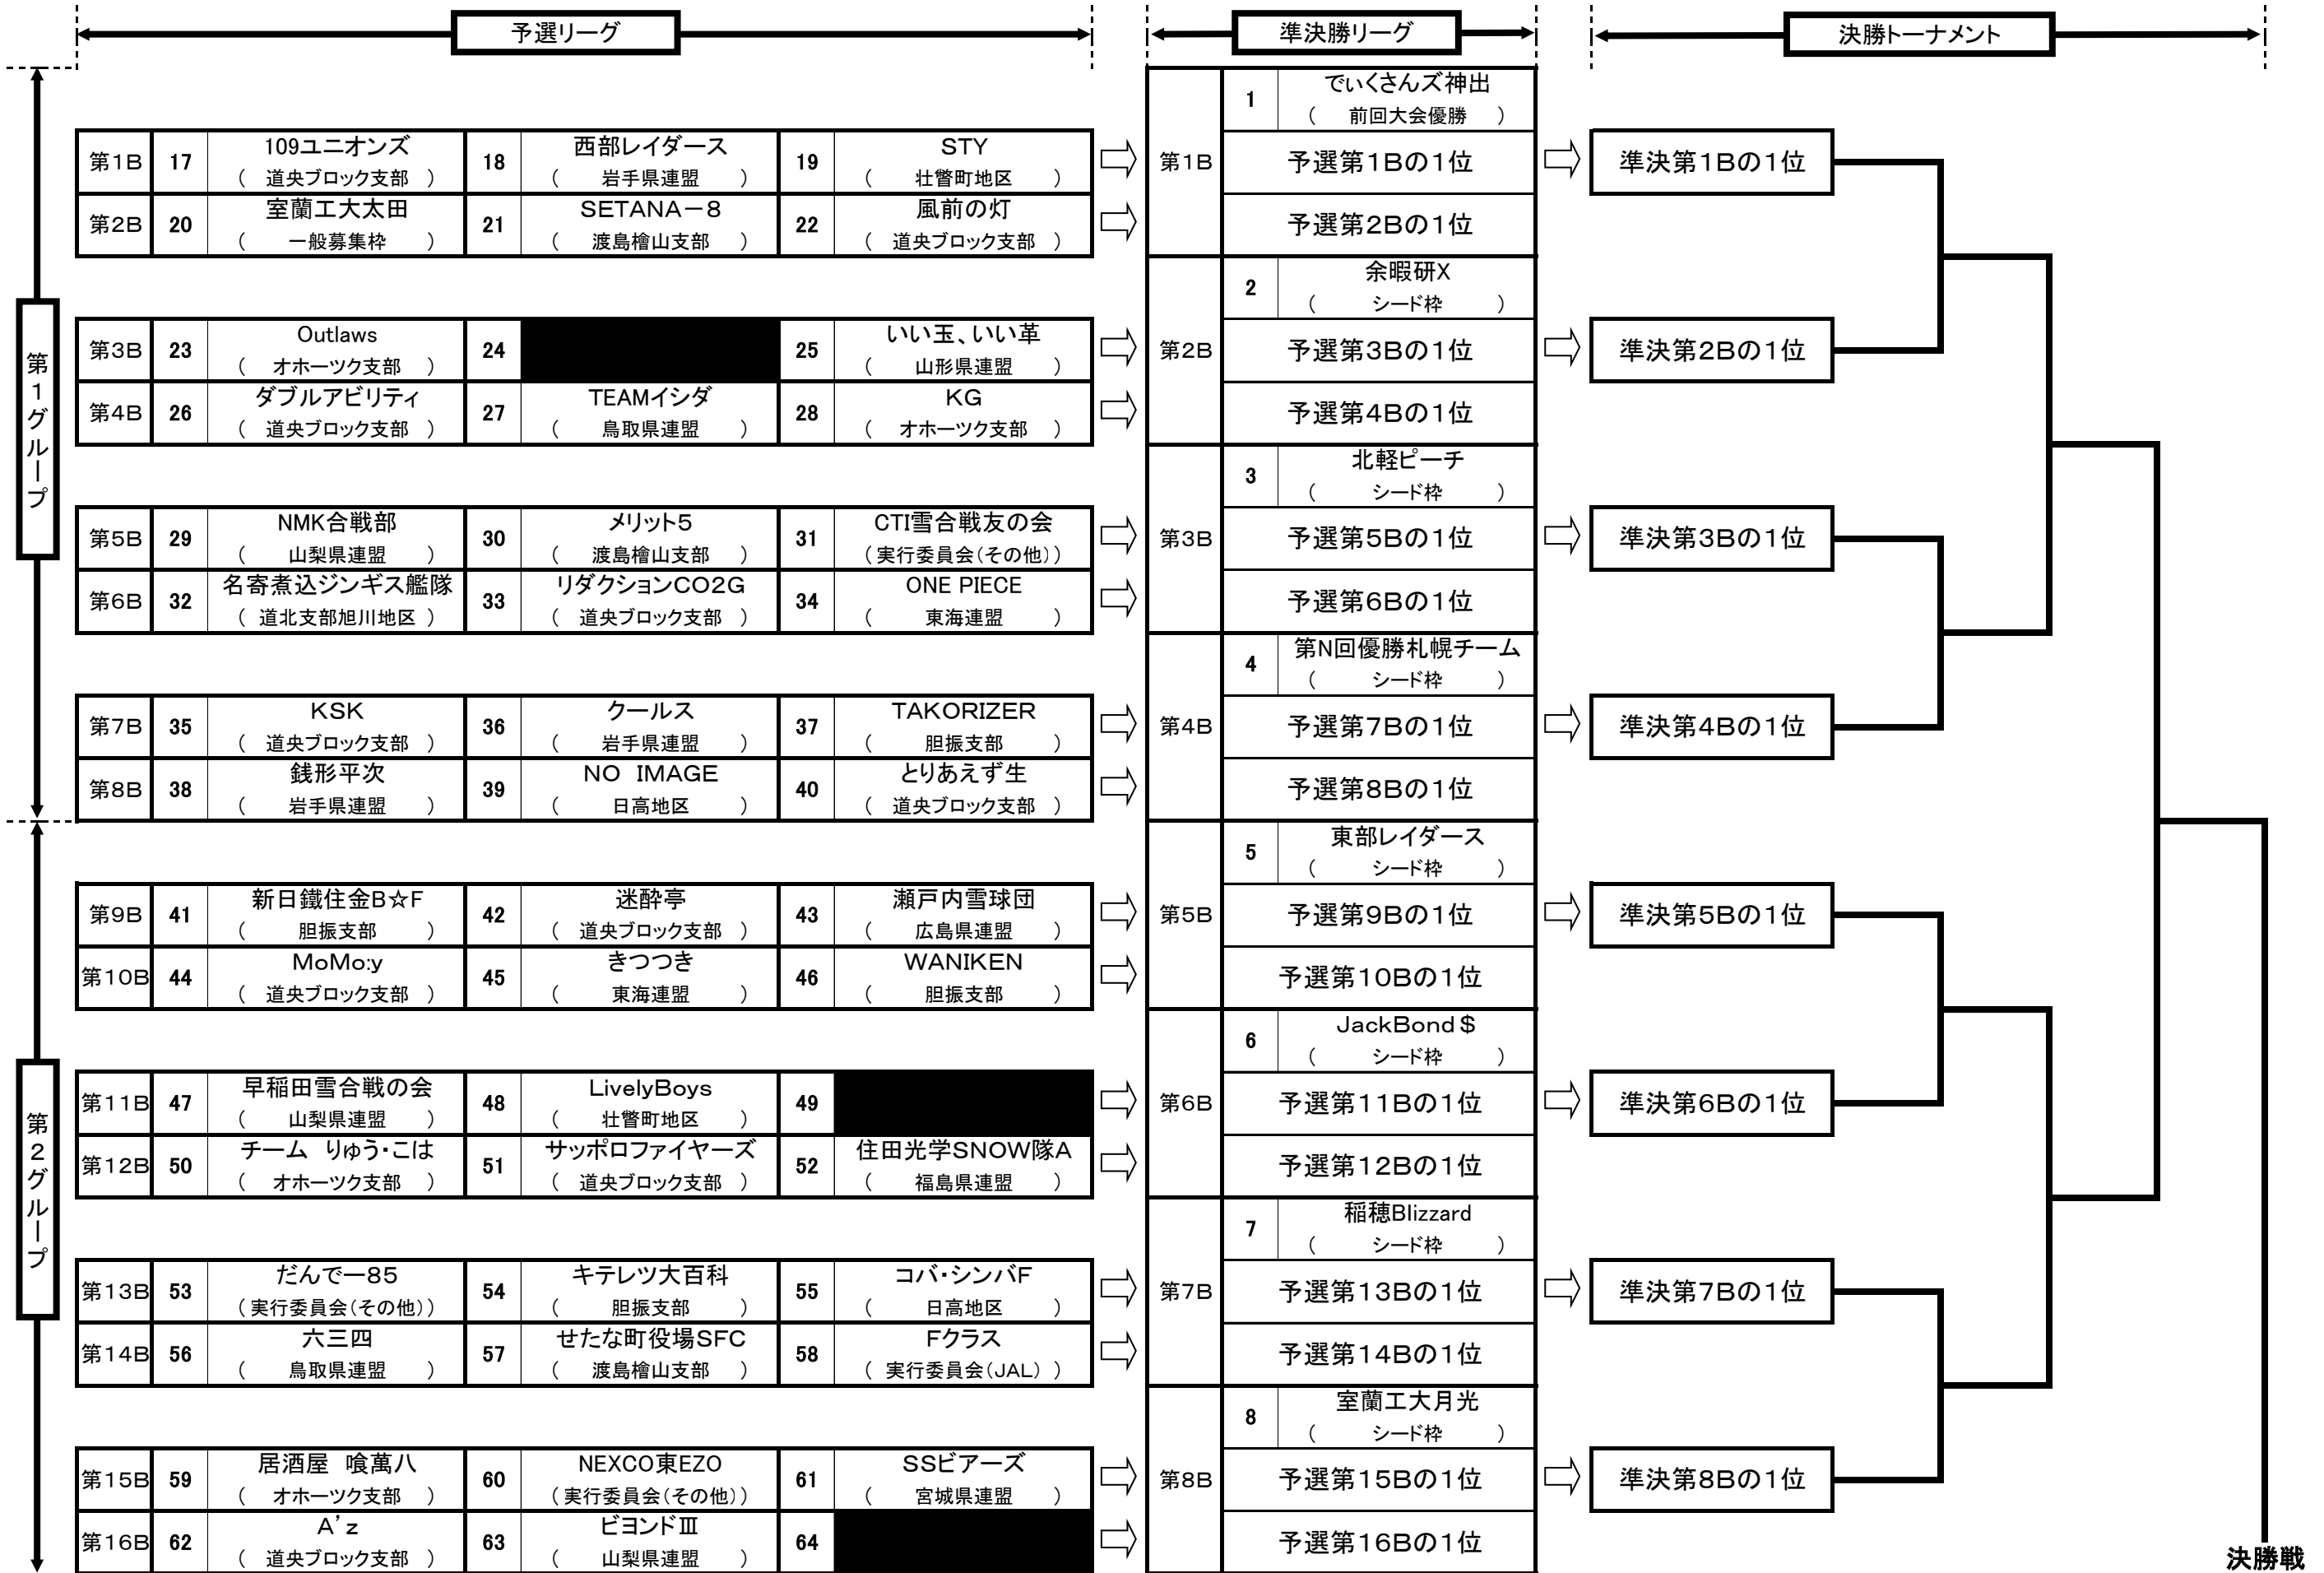 予選リーグ
準決勝リーグ
決勝トーナメント
第1グループ
第1B 17 109ユニオンズ 18 西部レイダース 19 STY
( 道央ブロック支部 ) ( 岩手県連盟 ) ( 壮瞥町地区 )
第2B 20 室蘭工大太田 21 SETANA-8 22 風前の灯
( 一般募集枠 ) ( 渡島檜山支部 ) ( 道央ブロック支部 )
第3B 23 Outlaws 24 25 いい玉、いい革
( オホーツク支部 ) ( 山形県連盟 )
第4B 26 ダブルアビリティ 27 TEAMイシダ 28 KG
( 道央ブロック支部 ) ( 鳥取県連盟 ) ( オホーツク支部 )
第5B 29 NMK合戦部 30 メリット5 31 CTI雪合戦友の会
( 山梨県連盟 ) ( 渡島檜山支部 ) (実行委員会(その他))
第6B 32 名寄煮込ジンギス艦隊 33 リダクションCO2G 34 ONE PIECE
( 道北支部旭川地区 ) ( 道央ブロック支部 ) ( 東海連盟 )
第7B 35 KSK 36 クールス 37 TAKORIZER
( 道央ブロック支部 ) ( 岩手県連盟 ) ( 胆振支部 )
第8B 38 銭形平次 39 NO IMAGE 40 とりあえず生
( 岩手県連盟 ) ( 日高地区 ) ( 道央ブロック支部 )
第2グループ
第9B 41 新日鐵住金B☆F 42 迷酔亭 43 瀬戸内雪球団
( 胆振支部 ) ( 道央ブロック支部 ) ( 広島県連盟 )
第10B 44 MoMo:y 45 きつつき 46 WANIKEN
( 道央ブロック支部 ) ( 東海連盟 ) ( 胆振支部 )
第11B 47 早稲田雪合戦の会 48 LivelyBoys 49
( 山梨県連盟 ) ( 壮瞥町地区 )
第12B 50 チーム りゅう・こは 51 サッポロファイヤーズ 52 住田光学SNOW隊A
( オホーツク支部 ) ( 道央ブロック支部 ) ( 福島県連盟 )
第13B 53 だんでー85 54 キテレツ大百科 55 コバ・シンバF
(実行委員会(その他)) ( 胆振支部 ) ( 日高地区 )
第14B 56 六三四 57 せたな町役場SFC 58 Fクラス
( 鳥取県連盟 ) ( 渡島檜山支部 ) ( 実行委員会(JAL) )
第15B 59 居酒屋 喰萬八 60 NEXCO東EZO 61 SSビアーズ
( オホーツク支部 ) (実行委員会(その他)) ( 宮城県連盟 )
第16B 62 A'z 63 ビヨンドⅢ 64
( 道央ブロック支部 ) ( 山梨県連盟 )
第1B 1 でぃくさんズ神出
( 前回大会優勝 )
予選第1Bの1位
予選第2Bの1位
第2B 2 余暇研X
( シード枠 )
予選第3Bの1位
予選第4Bの1位
第3B 3 北軽ピーチ
( シード枠 )
予選第5Bの1位
予選第6Bの1位
第4B 4 第N回優勝札幌チーム
( シード枠 )
予選第7Bの1位
予選第8Bの1位
第5B 5 東部レイダース
( シード枠 )
予選第9Bの1位
予選第10Bの1位
第6B 6 JackBond$
( シード枠 )
予選第11Bの1位
予選第12Bの1位
第7B 7 稲穂Blizzard
( シード枠 )
予選第13Bの1位
予選第14Bの1位
第8B 8 室蘭工大月光
( シード枠 )
予選第15Bの1位
予選第16Bの1位
準決第1Bの1位
準決第2Bの1位
準決第3Bの1位
準決第4Bの1位
準決第5Bの1位
準決第6Bの1位
準決第7Bの1位
準決第8Bの1位
決勝戦